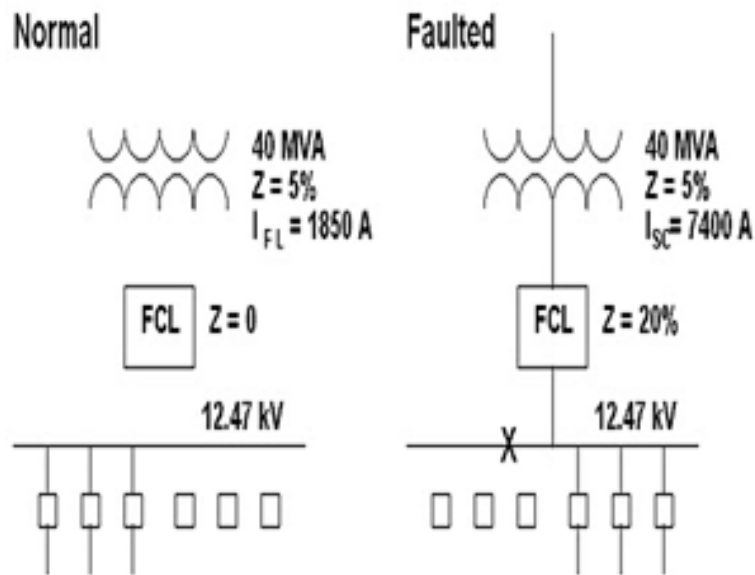 Normal
40 MVA
Z = 5%
I FL = 1850 A
FCL Z = 0
12.47 kV
Faulted
40 MVA
Z = 5%
I SC = 7400 A
FCL Z = 20%
12.47 kV
X